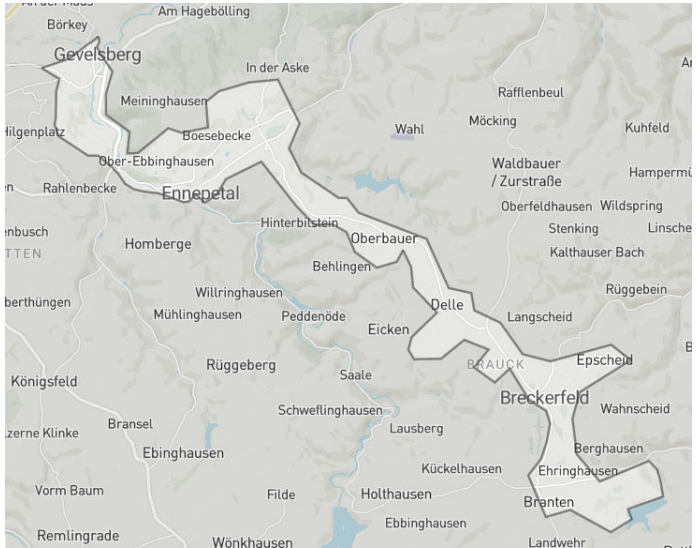 Am Hagebölling
Börkey
Gevelsberg
In der Aske
Meininghausen
Rafflenbeul
Hilgenplatz
Boesebecke
Wahl
Möcking
Kuhfeld
Ober-Ebbinghausen
Waldbauer
/ Zurstraße
Rahlenbecke
Ennepetal
Oberfeldhausen
Wildspring
Hinterbilstein
Stenking
Homberge
Oberbauer
Kalthauser Bach
Behlingen
Willringhausen
Rüggebein
Mühlinghausen
Peddenöde
Delle
Langscheid
Eicken
Rüggeberg
BRAUCK
Epscheid
Saale
Königsfeld
Breckerfeld
Schweflinghausen
Wahnscheid
Bransel
Lausberg
Ebinghausen
Berghausen
Kückelhausen
Ehringhausen
Vorm Baum
Filde
Holthausen
Branten
Ebbinghausen
Remlingrade
Wönkhausen
Landwehr